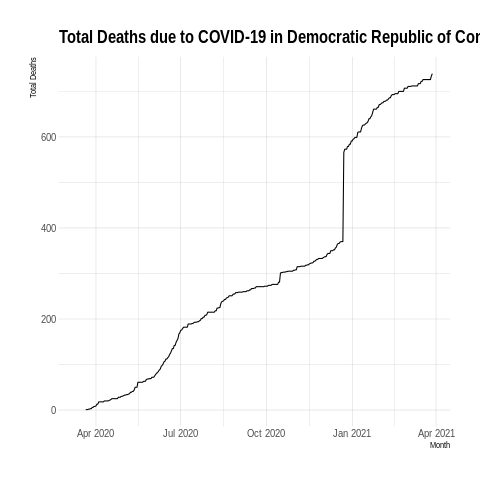 Total Deaths due to COVID-19 in Democratic Republic of Con
Total Deaths
600
400
200
0
Apr 2020 Jul 2020 Oct 2020 Jan 2021 Apr 2021
Month